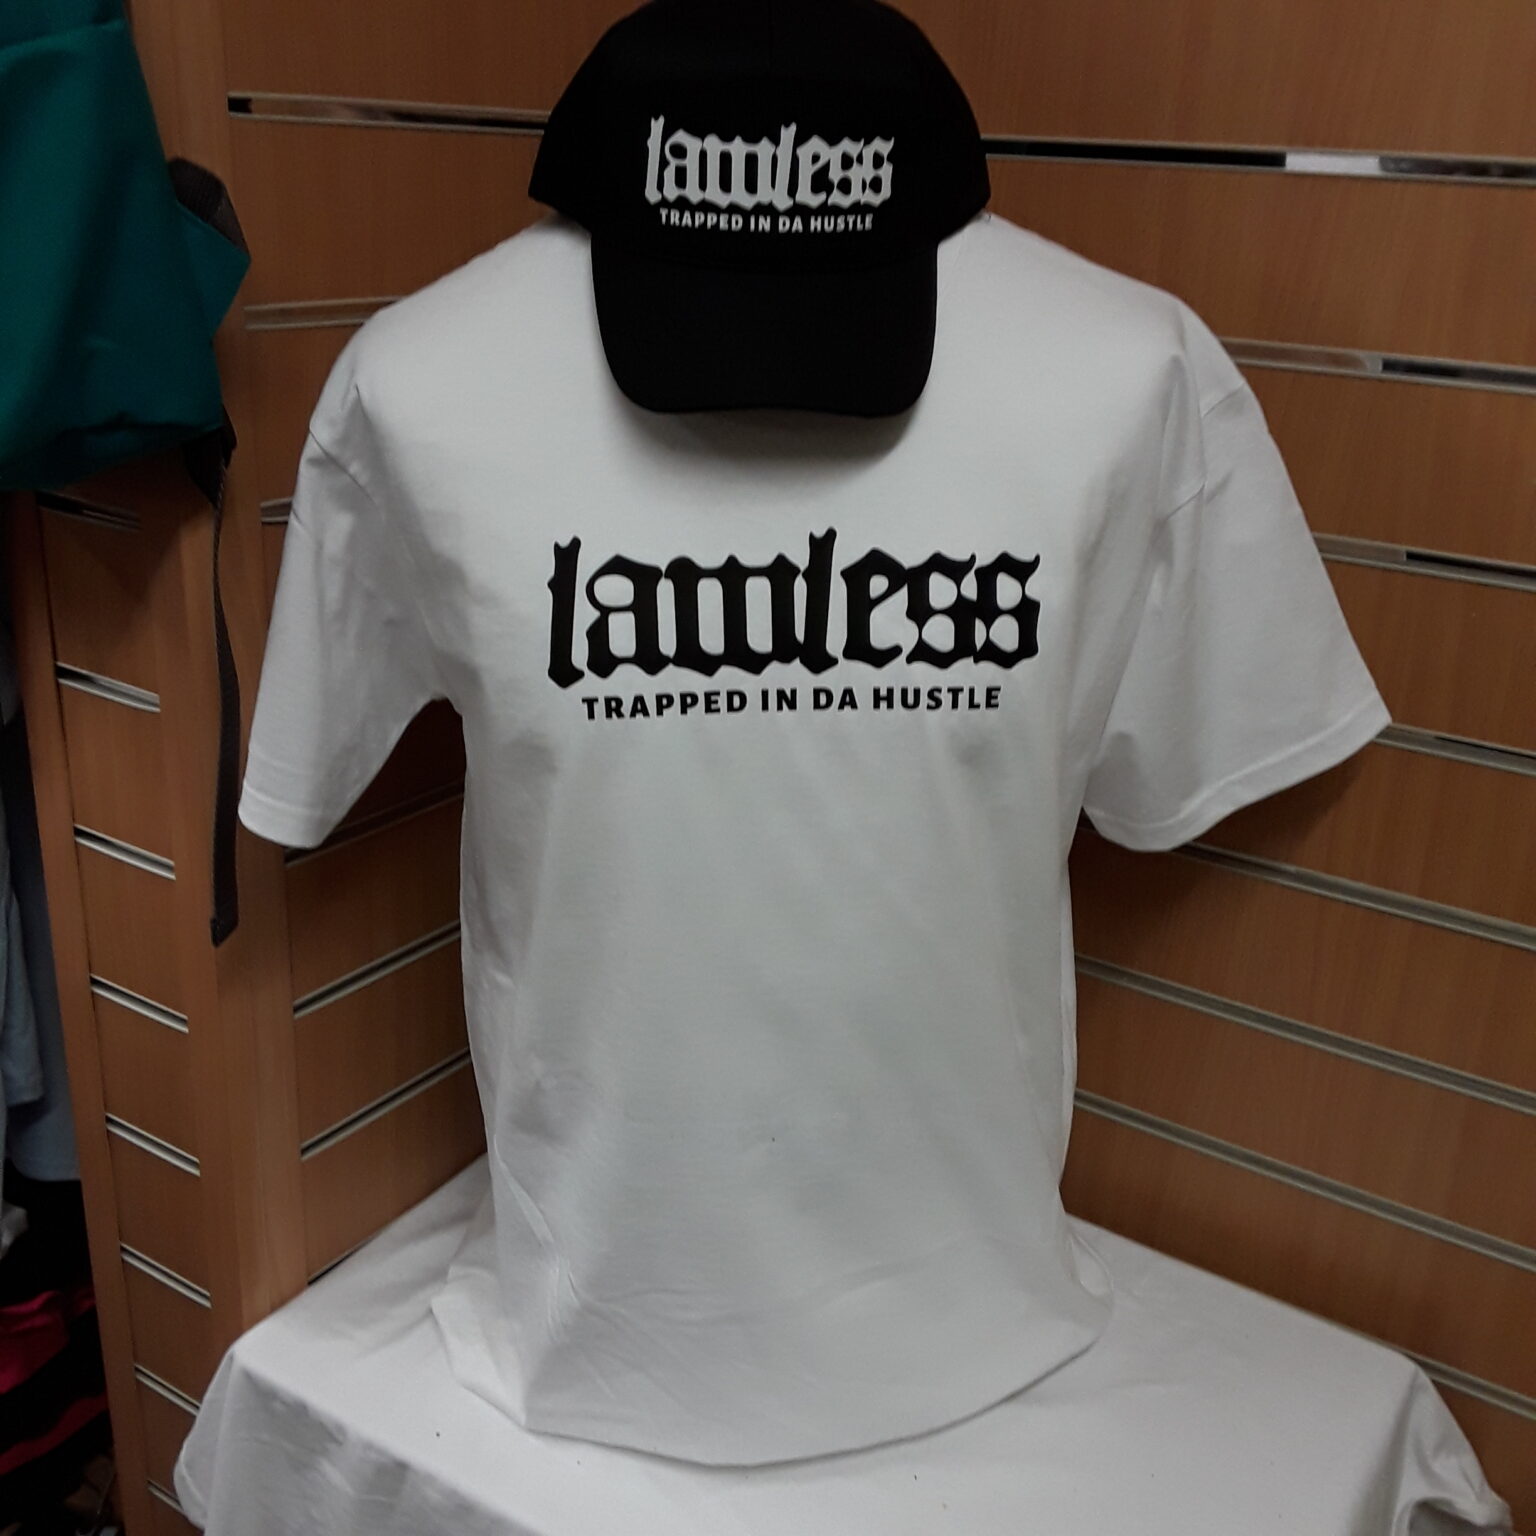 lawless
TRAPPED IN DA HUSTLE
lawless
TRAPPED IN DA HUSTLE